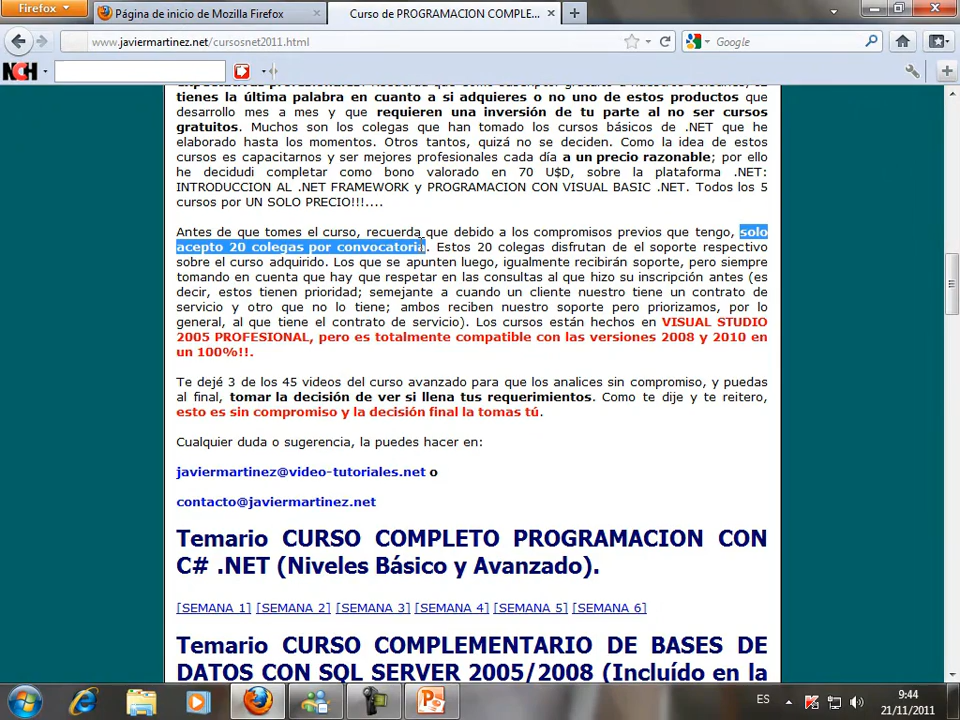 Firefox
Página de inicio de Mozilla Firefox
Curso de PROGRAMACION COMPLE...
www.javiermartinez.net/cursosnet2011.html
Google
NCH
tienes la última palabra en cuanto a si adquieres o no uno de estos productos que
desarrollo mes a mes y que requieren una inversión de tu parte al no ser cursos
gratuitos. Muchos son los colegas que han tomado los cursos básicos de .NET que he
elaborado hasta los momentos. Otros tantos, quizá no se deciden. Como la idea de estos
cursos es capacitarnos y ser mejores profesionales cada día a un precio razonable; por ello
he decidudi completar como bono valorado en 70 U$D, sobre la plataforma .NET:
INTRODUCCION AL .NET FRAMEWORK y PROGRAMACION CON VISUAL BASIC .NET. Todos los 5
cursos por UN SOLO PRECIO!!!....
Antes de que tomes el curso, recuerda que debido a los compromisos previos que tengo, solo
acepto 20 colegas por convocatoria. Estos 20 colegas disfrutan de el soporte respectivo
sobre el curso adquirido. Los que se apunten luego, igualmente recibirán soporte, pero siempre
tomando en cuenta que hay que respetar en las consultas al que hizo su inscripción antes (es
decir, estos tienen prioridad; semejante a cuando un cliente nuestro tiene un contrato de
servicio y otro que no lo tiene; ambos reciben nuestro soporte pero priorizamos, por lo
general, al que tiene el contrato de servicio). Los cursos están hechos en VISUAL STUDIO
2005 PROFESIONAL, pero es totalmente compatible con las versiones 2008 y 2010 en
un 100%!!.
Te dejé 3 de los 45 videos del curso avanzado para que los analices sin compromiso, y puedas
al final, tomar la decisión de ver si llena tus requerimientos. Como te dije y te reitero,
esto es sin compromiso y la decisión final la tomas tú.
Cualquier duda o sugerencia, la puedes hacer en:
javiermartinez@video-tutoriales.net o
contacto@javiermartinez.net
Temario CURSO COMPLETO PROGRAMACION CON
C# .NET (Niveles Básico y Avanzado).
[SEMANA 1] [SEMANA 2] [SEMANA 3] [SEMANA 4] [SEMANA 5] [SEMANA 6]
Temario CURSO COMPLEMENTARIO DE BASES DE
DATOS CON SQL SERVER 2005/2008 (Incluído en la
ES
9:44
21/11/2011